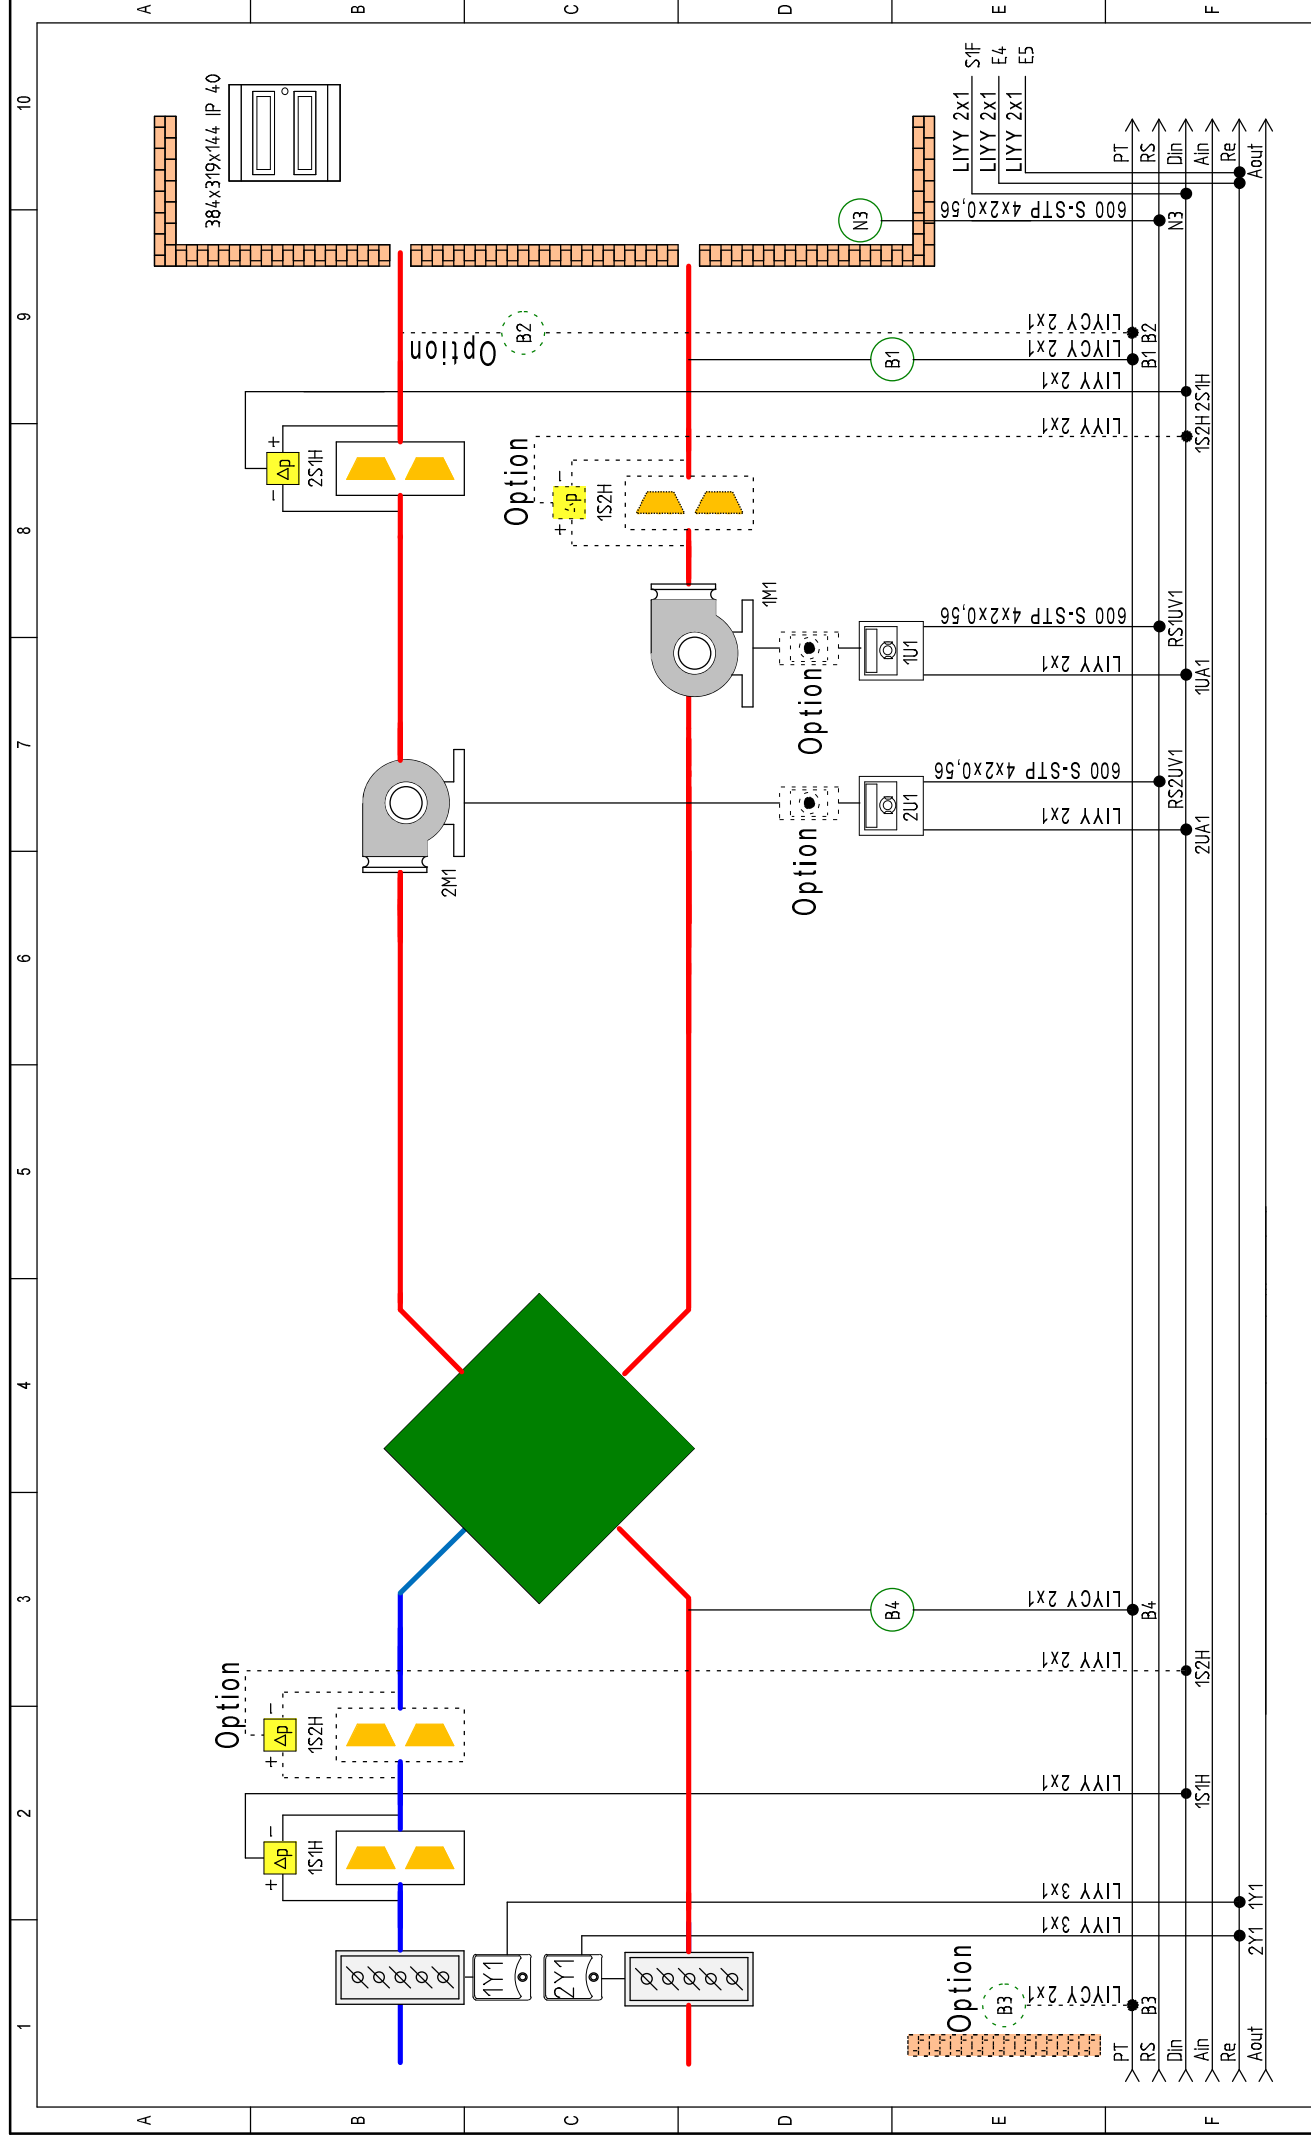 1 2 3 4 5 6 7 8 9 10
A A
384x319x144 IP 40
Option
+ Δp -
+ Δp -
- Δp +
1S1H
1S2H
2S1H
B B
2M1
Option
1Y1
Option
B2
2Y1
+ Δp -
1S2H
C C
1M1
D D
Option
Option
N3
B4
B1
2U1
1U1
Option
B3
LIYY 2x1 S1F
LIYY 2x1 E4
LIYY 2x1 E5
E E
LIYCY 2x1
LIYY 3x1
LIYY 3x1
LIYY 2x1
LIYY 2x1
LIYCY 2x1
LIYY 2x1
600 S-STP 4x2x0,56
LIYY 2x1
600 S-STP 4x2x0,56
LIYY 2x1
LIYY 2x1
LIYCY 2x1
LIYCY 2x1
600 S-STP 4x2x0,56
PT PT
RS B3 B4 B1 B2 RS
Din RS2UV1 RS1UV1 N3 Din
Ain 1S1H 1S2H 2UA1 1UA1 1S2H 2S1H Ain
Re Re
Aout 2Y1 1Y1 Aout
F F